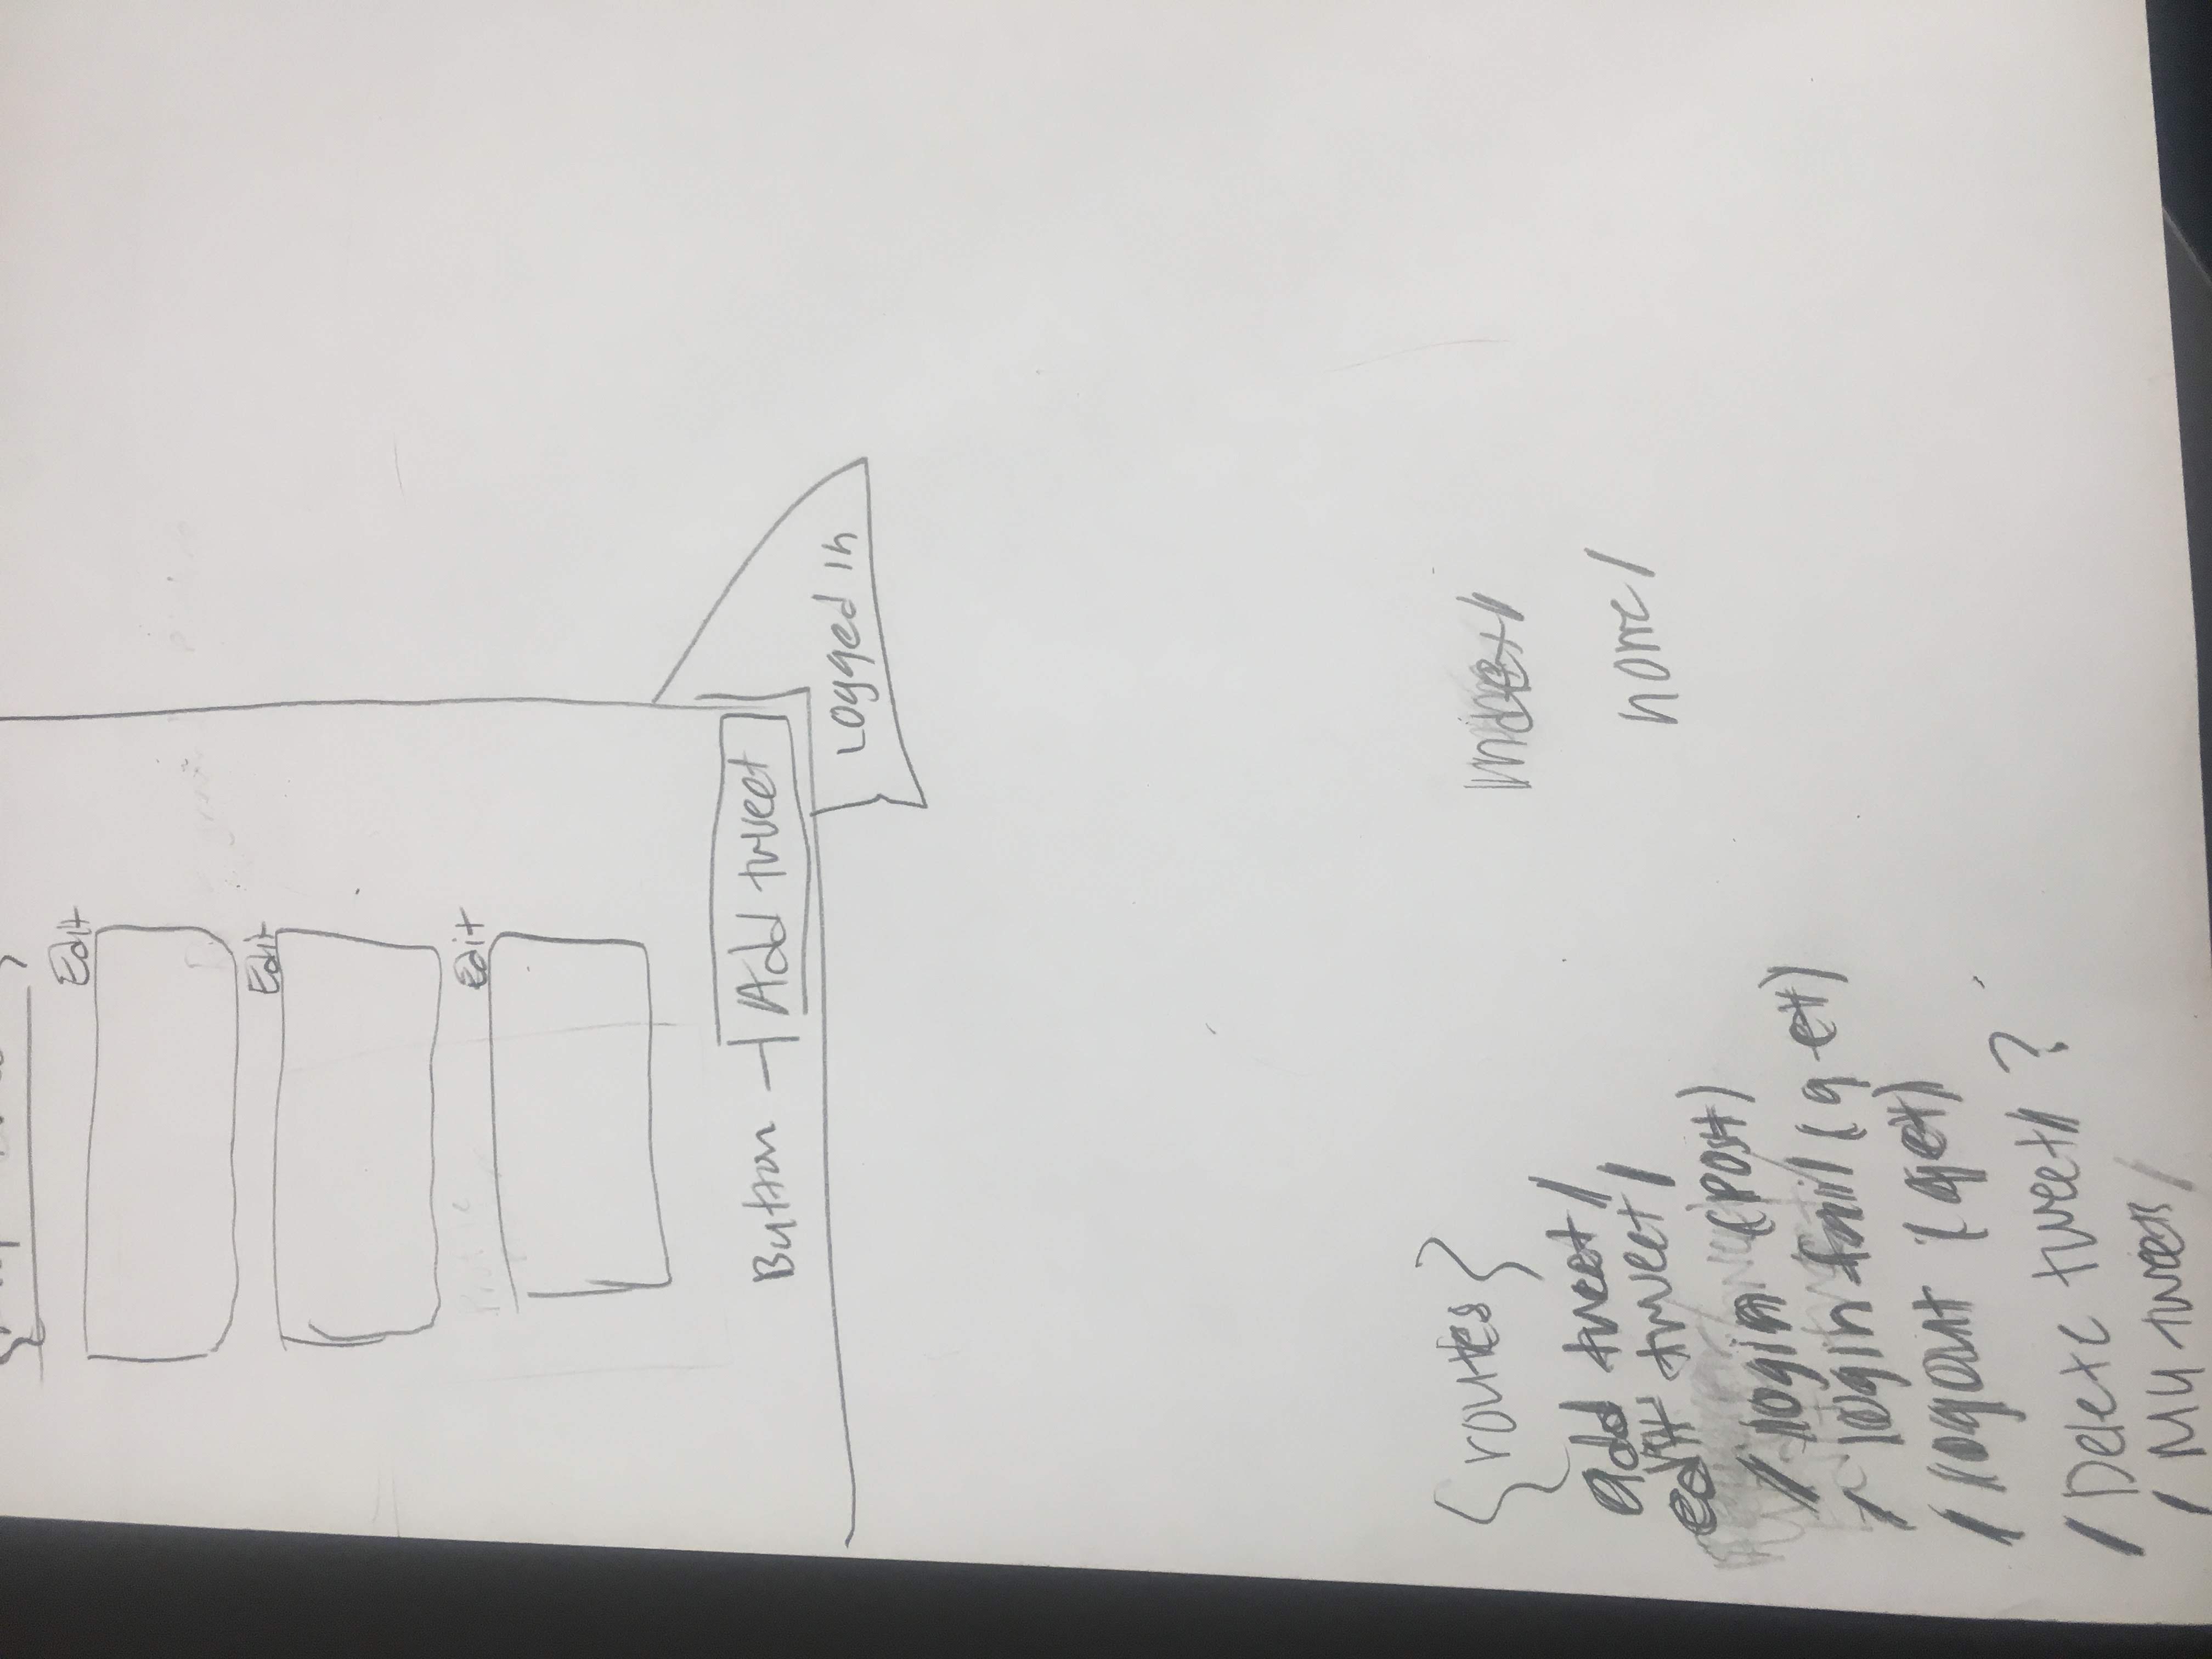 Edit
Edit
Edit
Button
Add tweet
Logged in
{routes}
add tweet/
edit tweet/
/login (post)
/login fail (get)
/logout (get)
/Delete tweet/?
/My tweets/
index/
home/